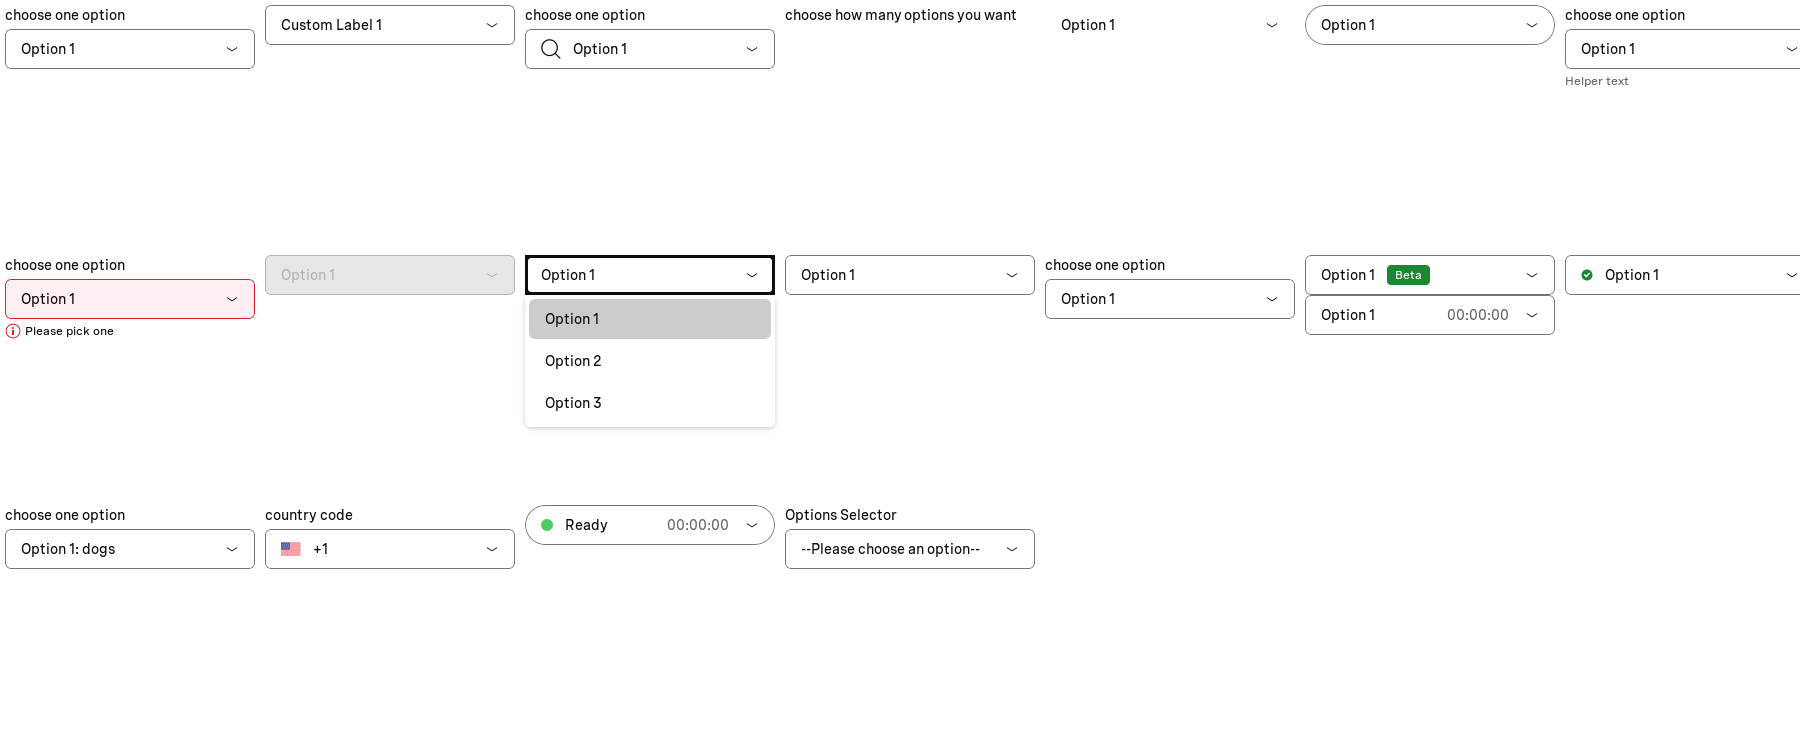 choose one option
Option 1
Custom Label 1
choose one option
Option 1
choose how many options you want
Option 1
Option 1
choose one option
Option 1
Helper text
choose one option
Option 1
Please pick one
Option 1
Option 1
Option 1
Option 2
Option 3
Option 1
choose one option
Option 1
Option 1 Beta
Option 1 00:00:00
Option 1
choose one option
Option 1: dogs
country code
+1
Ready 00:00:00
Options Selector
--Please choose an option--